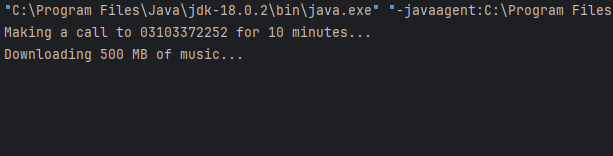 "C:\Program Files\Java\jdk-18.0.2\bin\java.exe" "-javaagent:C:\Program Files
Making a call to 03103372252 for 10 minutes...
Downloading 500 MB of music...